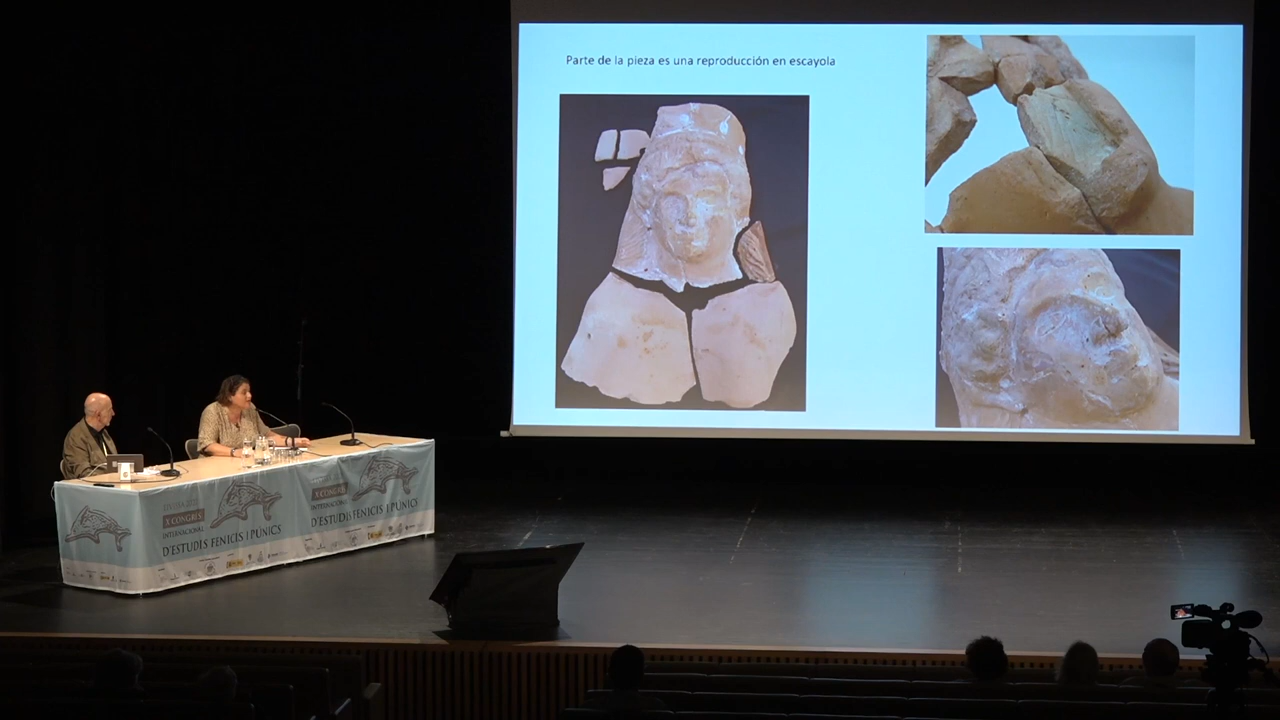 Parte de la pieza es una reproducción en escayola
X CONGRÉS
INTERNACIONAL
D'ESTUDIS FENICIS I PÚNICS
X CONGRÉS
INTERNACIONAL
D'ESTUDIS FENICIS I PÚNICS